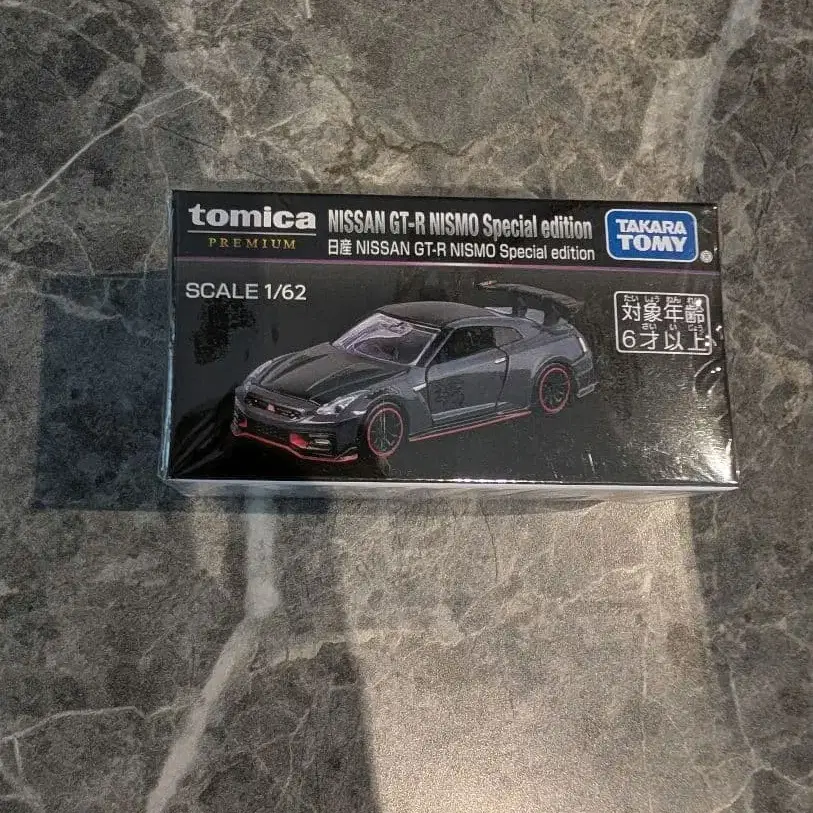 tomica
PREMIUM
NISSAN GT-R NISMO Special edition
日産 NISSAN GT-R NISMO Special edition
TAKARA
TOMY
SCALE 1/62
対象年齢
6才以上